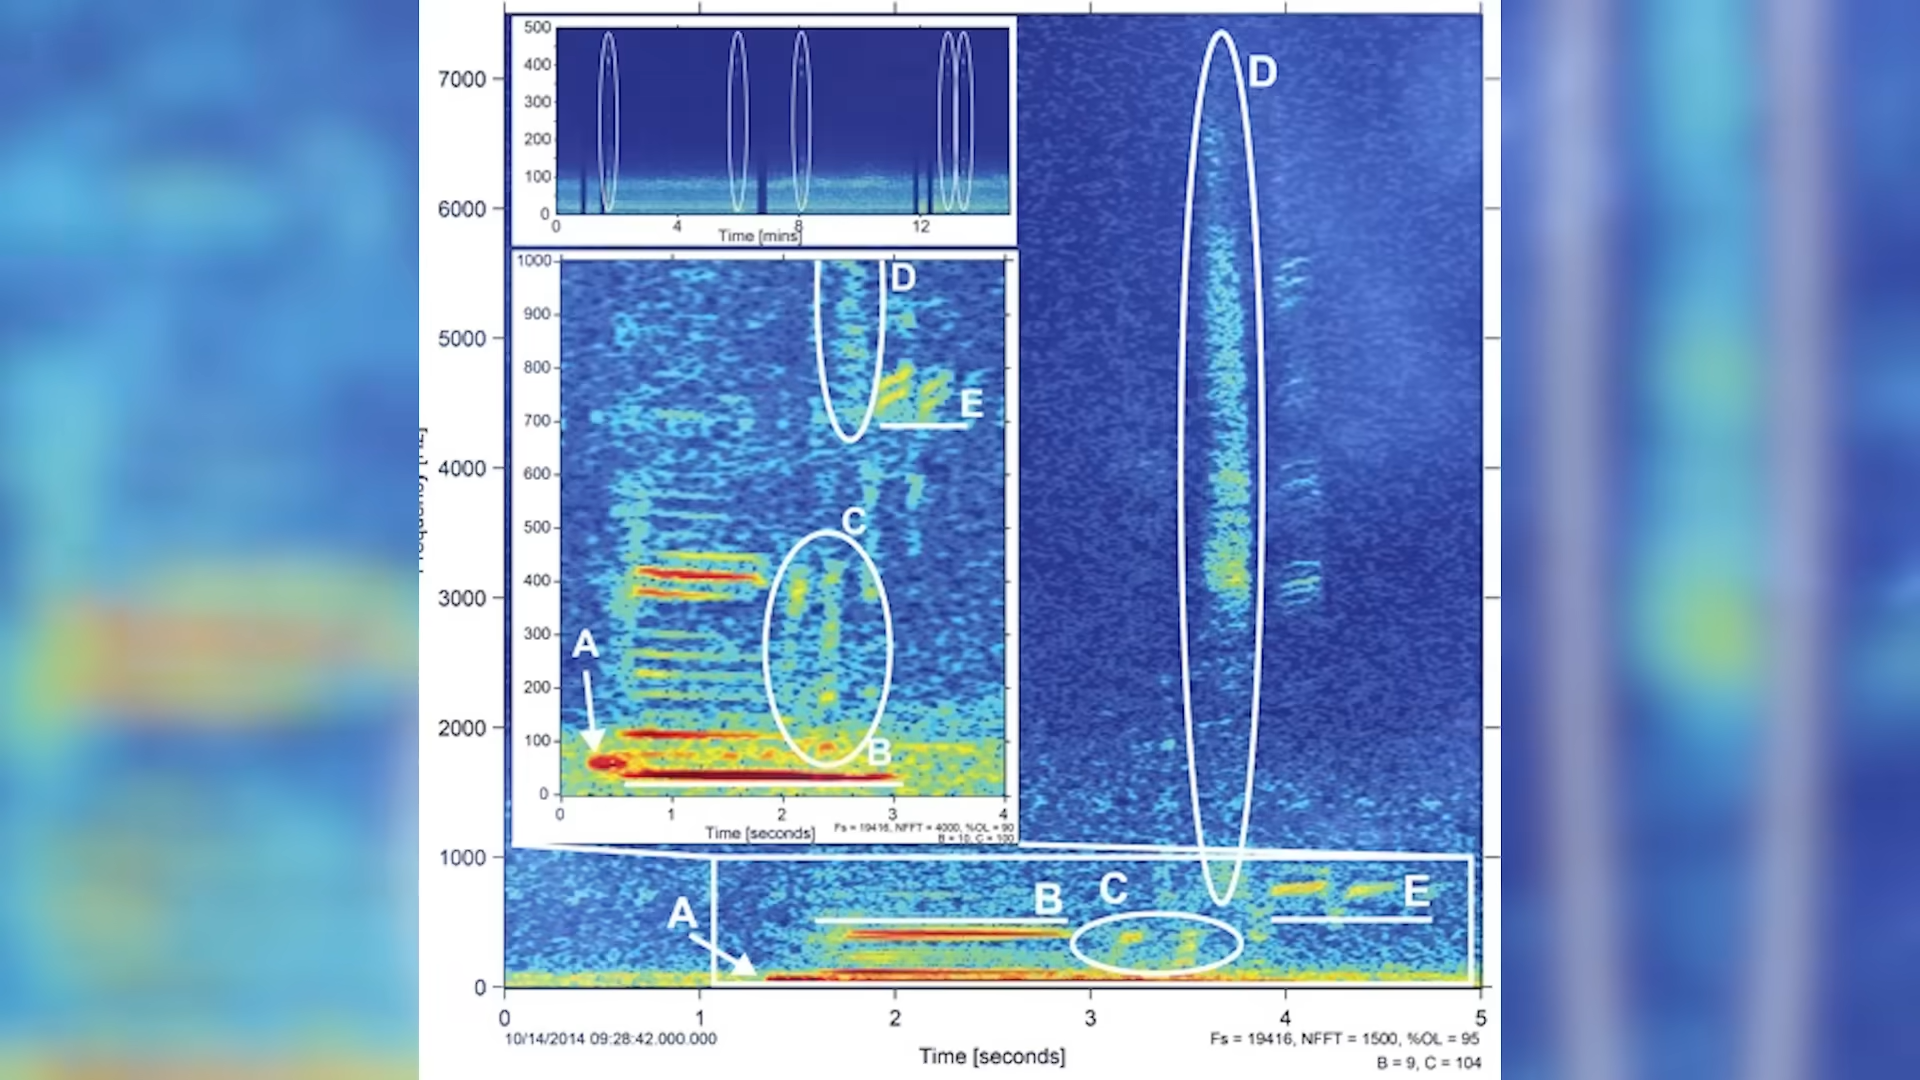 500
400
300
200
100
0
0 4 8 12
Time [mins]
D
7000
6000
5000
4000
3000
2000
1000
0
1000
900
800
700
600
500
400
300
200
100
0
D
E
C
A
B
0 1 2 3 4
Time [seconds]
Fs = 19416, NFFT = 4000, %OL = 90
B = 10, C = 100
A
B
C
E
0 1 2 3 4 5
10/14/2014 09:28:42.000.000
Fs = 19416, NFFT = 1500, %OL = 95
Time [seconds]
B = 9, C = 104